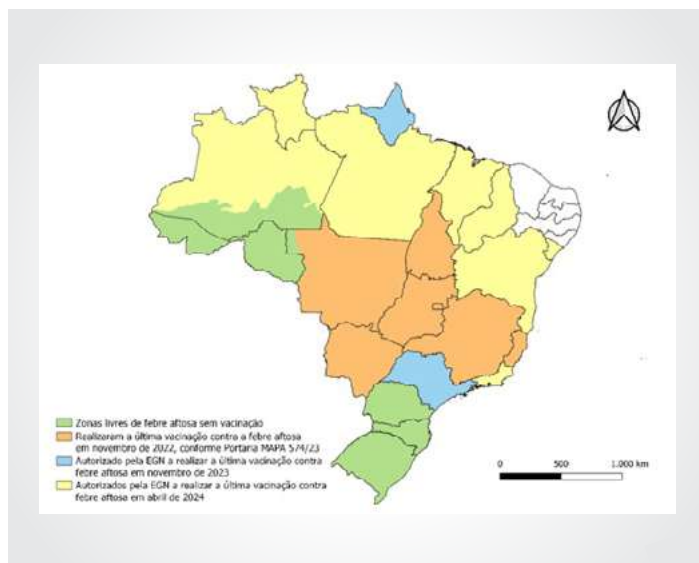 Zonas livres de febre aftosa sem vacinação
Realizaram a última vacinação contra a febre aftosa
em novembro de 2022, conforme Portaria MAPA 574/23
Autorizado pela EGN a realizar a última vacinação contra
febre aftosa em novembro de 2023
Autorizados pela EGN a realizar a última vacinação contra
febre aftosa em abril de 2024
0 500 1.000 km